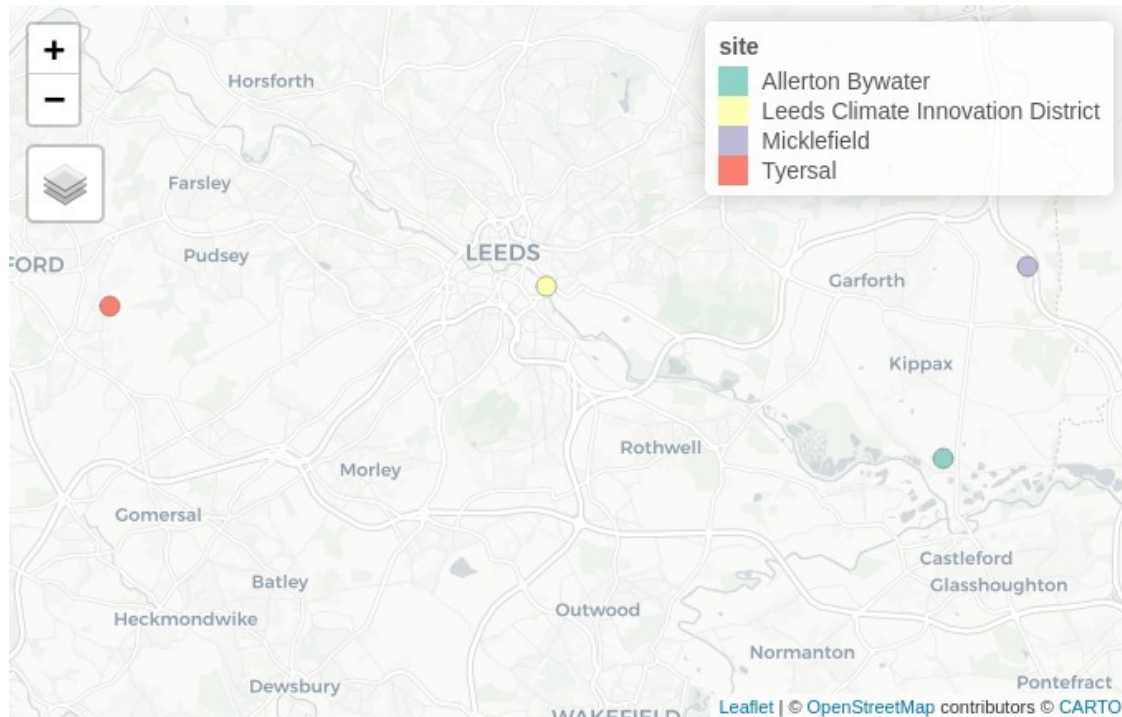 +
−
site
Allerton Bywater
Leeds Climate Innovation District
Micklefield
Tyersal
Horsforth
Farsley
Pudsey
LEEDS
FORD
Garforth
Kippax
Rothwell
Morley
Gomersal
Castleford
Glasshoughton
Batley
Heckmondwike
Outwood
Normanton
Dewsbury
Pontefract
WAKEFIELD
Leaflet | © OpenStreetMap contributors © CARTO